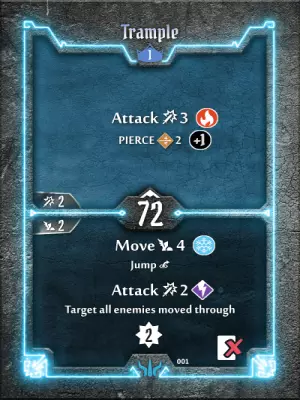 Trample
1
Attack 3
PIERCE 2 +1
2
2
72
Move 4
Jump
Attack 2
Target all enemies moved through
2
001